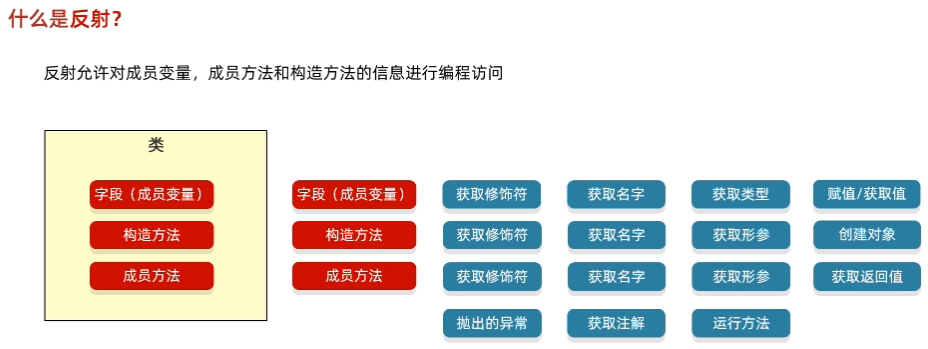 什么是反射？
反射允许对成员变量，成员方法和构造方法的信息进行编程访问
类
字段（成员变量） 字段（成员变量） 获取修饰符 获取名字 获取类型 赋值/获取值
构造方法 构造方法 获取修饰符 获取名字 获取形参 创建对象
成员方法 成员方法 获取修饰符 获取名字 获取形参 获取返回值
抛出的异常 获取注解 运行方法